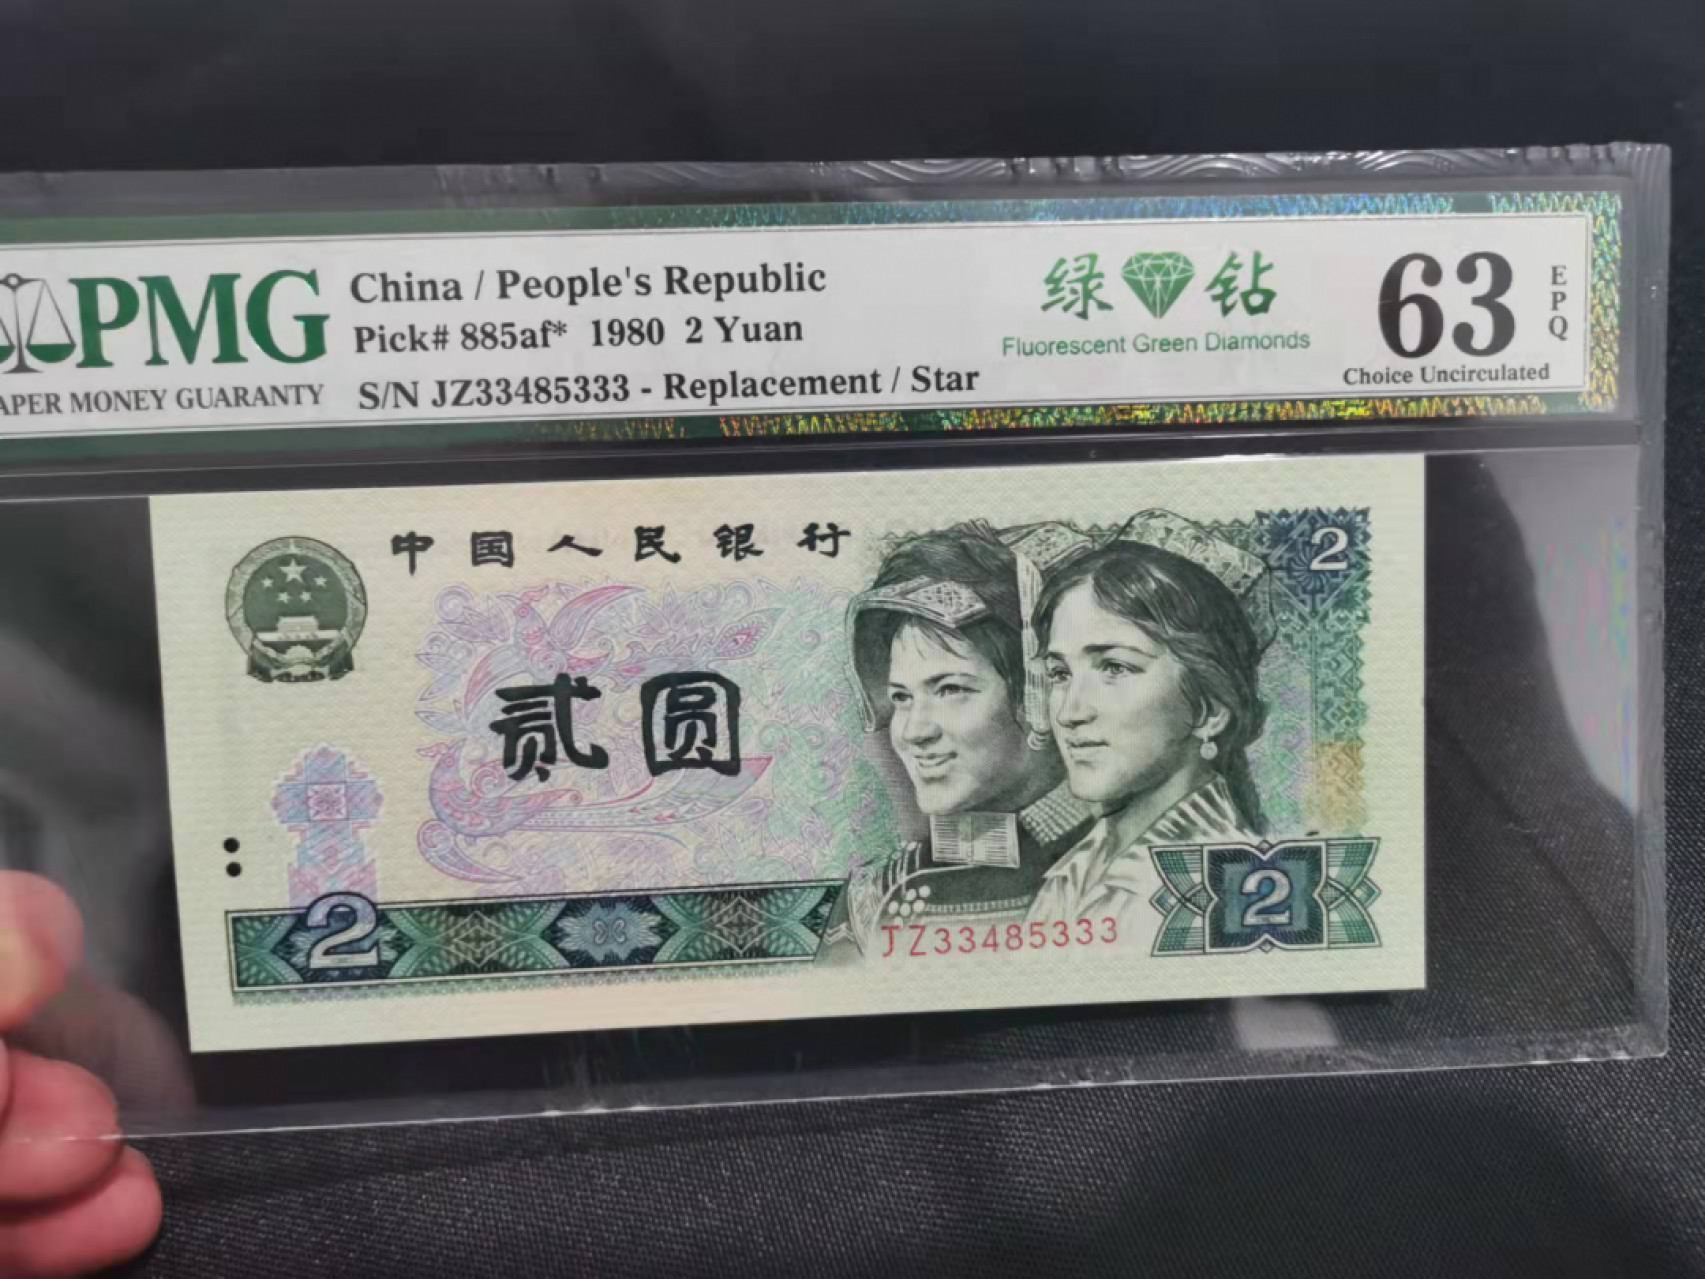 PMG
APER MONEY GUARANTY
China / People's Republic
Pick# 885af* 1980 2 Yuan
S/N JZ33485333 - Replacement / Star
绿 钻
Fluorescent Green Diamonds
63
EPQ
Choice Uncirculated
中国人民银行
2
贰圆
2
JZ33485333
2